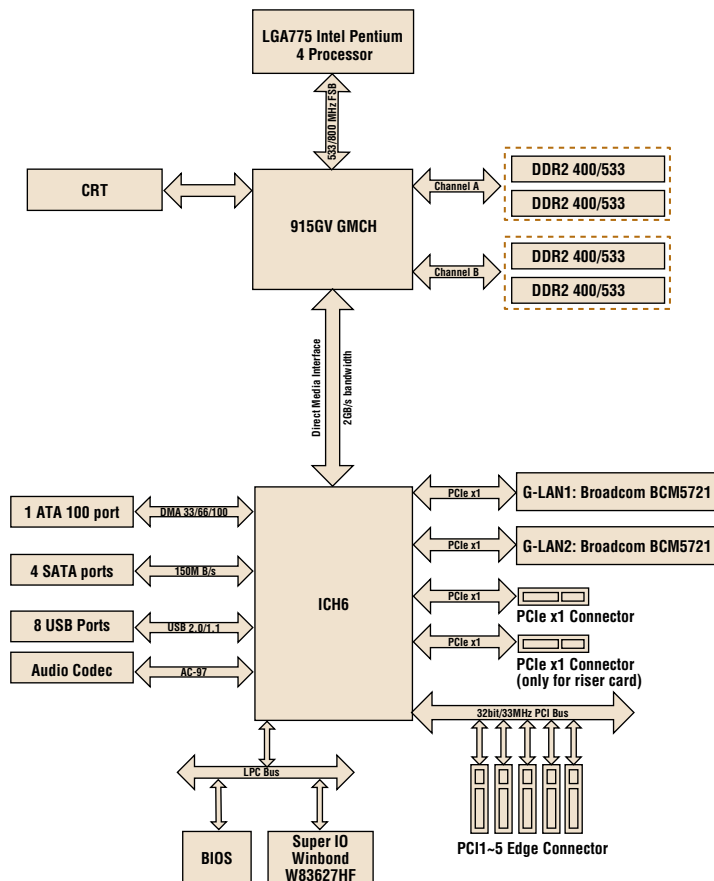 LGA775 Intel Pentium
4 Processor
533/800 MHz FSB
CRT
915GV GMCH
Channel A
DDR2 400/533
DDR2 400/533
Channel B
DDR2 400/533
DDR2 400/533
Direct Media Interface
2GB/s bandwidth
1 ATA 100 port
DMA 33/66/100
4 SATA ports
150M B/s
8 USB Ports
USB 2.0/1.1
Audio Codec
AC-97
ICH6
PCIe x1
G-LAN1: Broadcom BCM5721
PCIe x1
G-LAN2: Broadcom BCM5721
PCIe x1
PCIe x1 Connector
PCIe x1
PCIe x1 Connector
(only for riser card)
32bit/33MHz PCI Bus
PCI1~5 Edge Connector
LPC Bus
BIOS
Super IO
Winbond
W83627HF